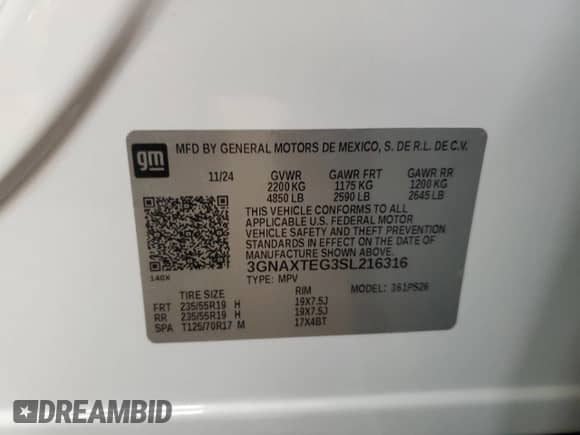 gm
MFD BY GENERAL MOTORS DE MEXICO, S. DE R.L. DE C.V.
11/24 GVWR GAWR FRT GAWR RR
2200 KG 1175 KG 1200 KG
4850 LB 2590 LB 2645 LB
THIS VEHICLE CONFORMS TO ALL
APPLICABLE U.S. FEDERAL MOTOR
VEHICLE SAFETY AND THEFT PREVENTION
STANDARDS IN EFFECT ON THE DATE OF
MANUFACTURE SHOWN ABOVE.
3GNAXTEG3SL216316
140X TYPE: MPV
MODEL: 361PS26
TIRE SIZE RIM
FRT 235/55R19 H 19X7.5J
RR 235/55R19 H 19X7.5J
SPA T125/70R17 M 17X4BT
DREAMBID